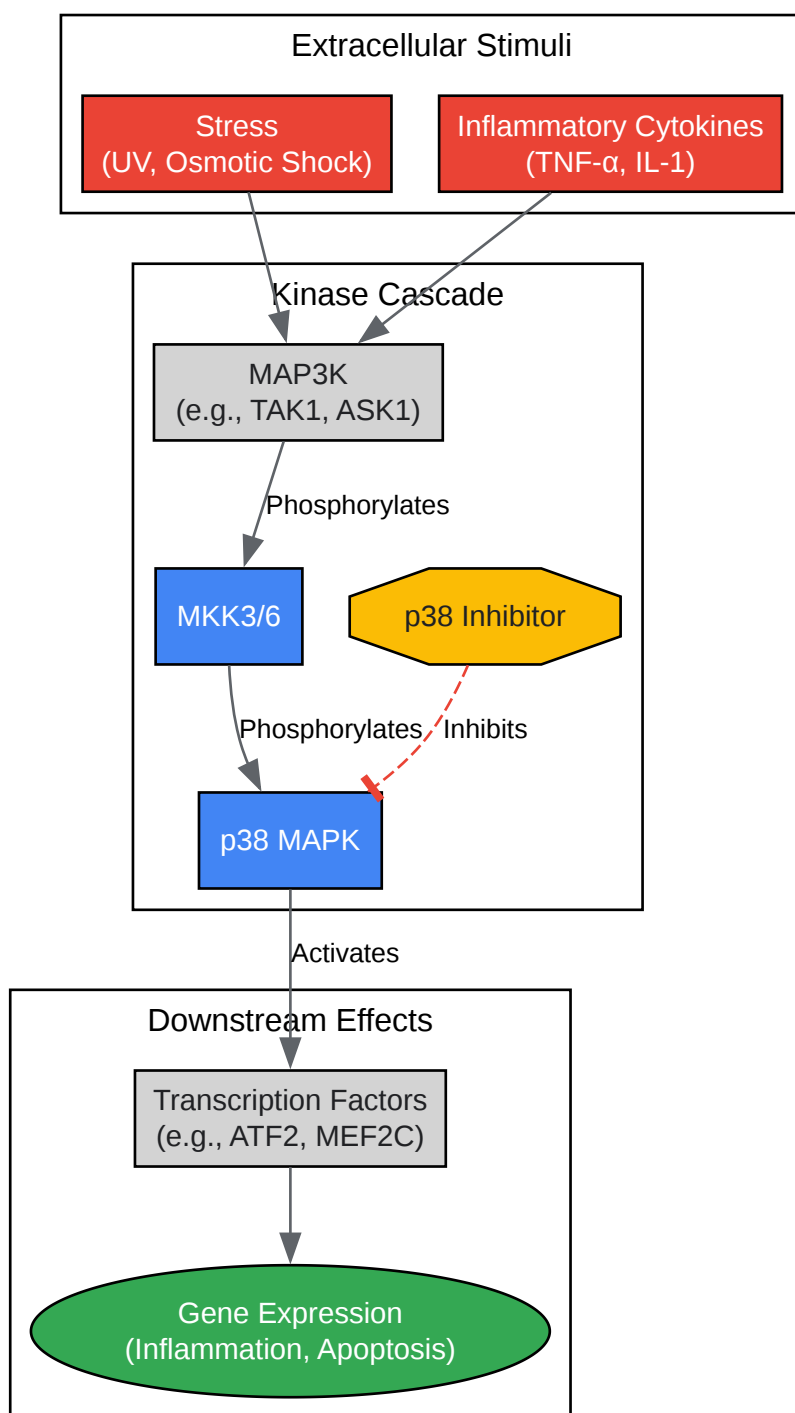 Extracellular Stimuli
Stress
(UV, Osmotic Shock)
Inflammatory Cytokines
(TNF-α, IL-1)
Kinase Cascade
MAP3K
(e.g., TAK1, ASK1)
Phosphorylates
MKK3/6
p38 Inhibitor
Phosphorylates
Inhibits
p38 MAPK
Activates
Downstream Effects
Transcription Factors
(e.g., ATF2, MEF2C)
Gene Expression
(Inflammation, Apoptosis)